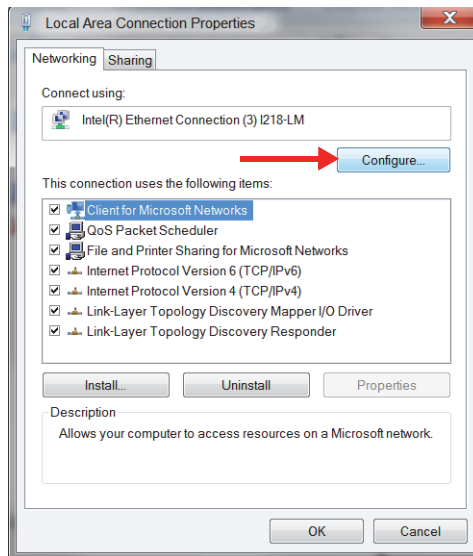 Local Area Connection Properties
X
Networking Sharing
Connect using:
Intel(R) Ethernet Connection (3) I218-LM
Configure...
This connection uses the following items:
Client for Microsoft Networks
QoS Packet Scheduler
File and Printer Sharing for Microsoft Networks
Internet Protocol Version 6 (TCP/IPv6)
Internet Protocol Version 4 (TCP/IPv4)
Link-Layer Topology Discovery Mapper I/O Driver
Link-Layer Topology Discovery Responder
Install... Uninstall Properties
Description
Allows your computer to access resources on a Microsoft network.
OK Cancel